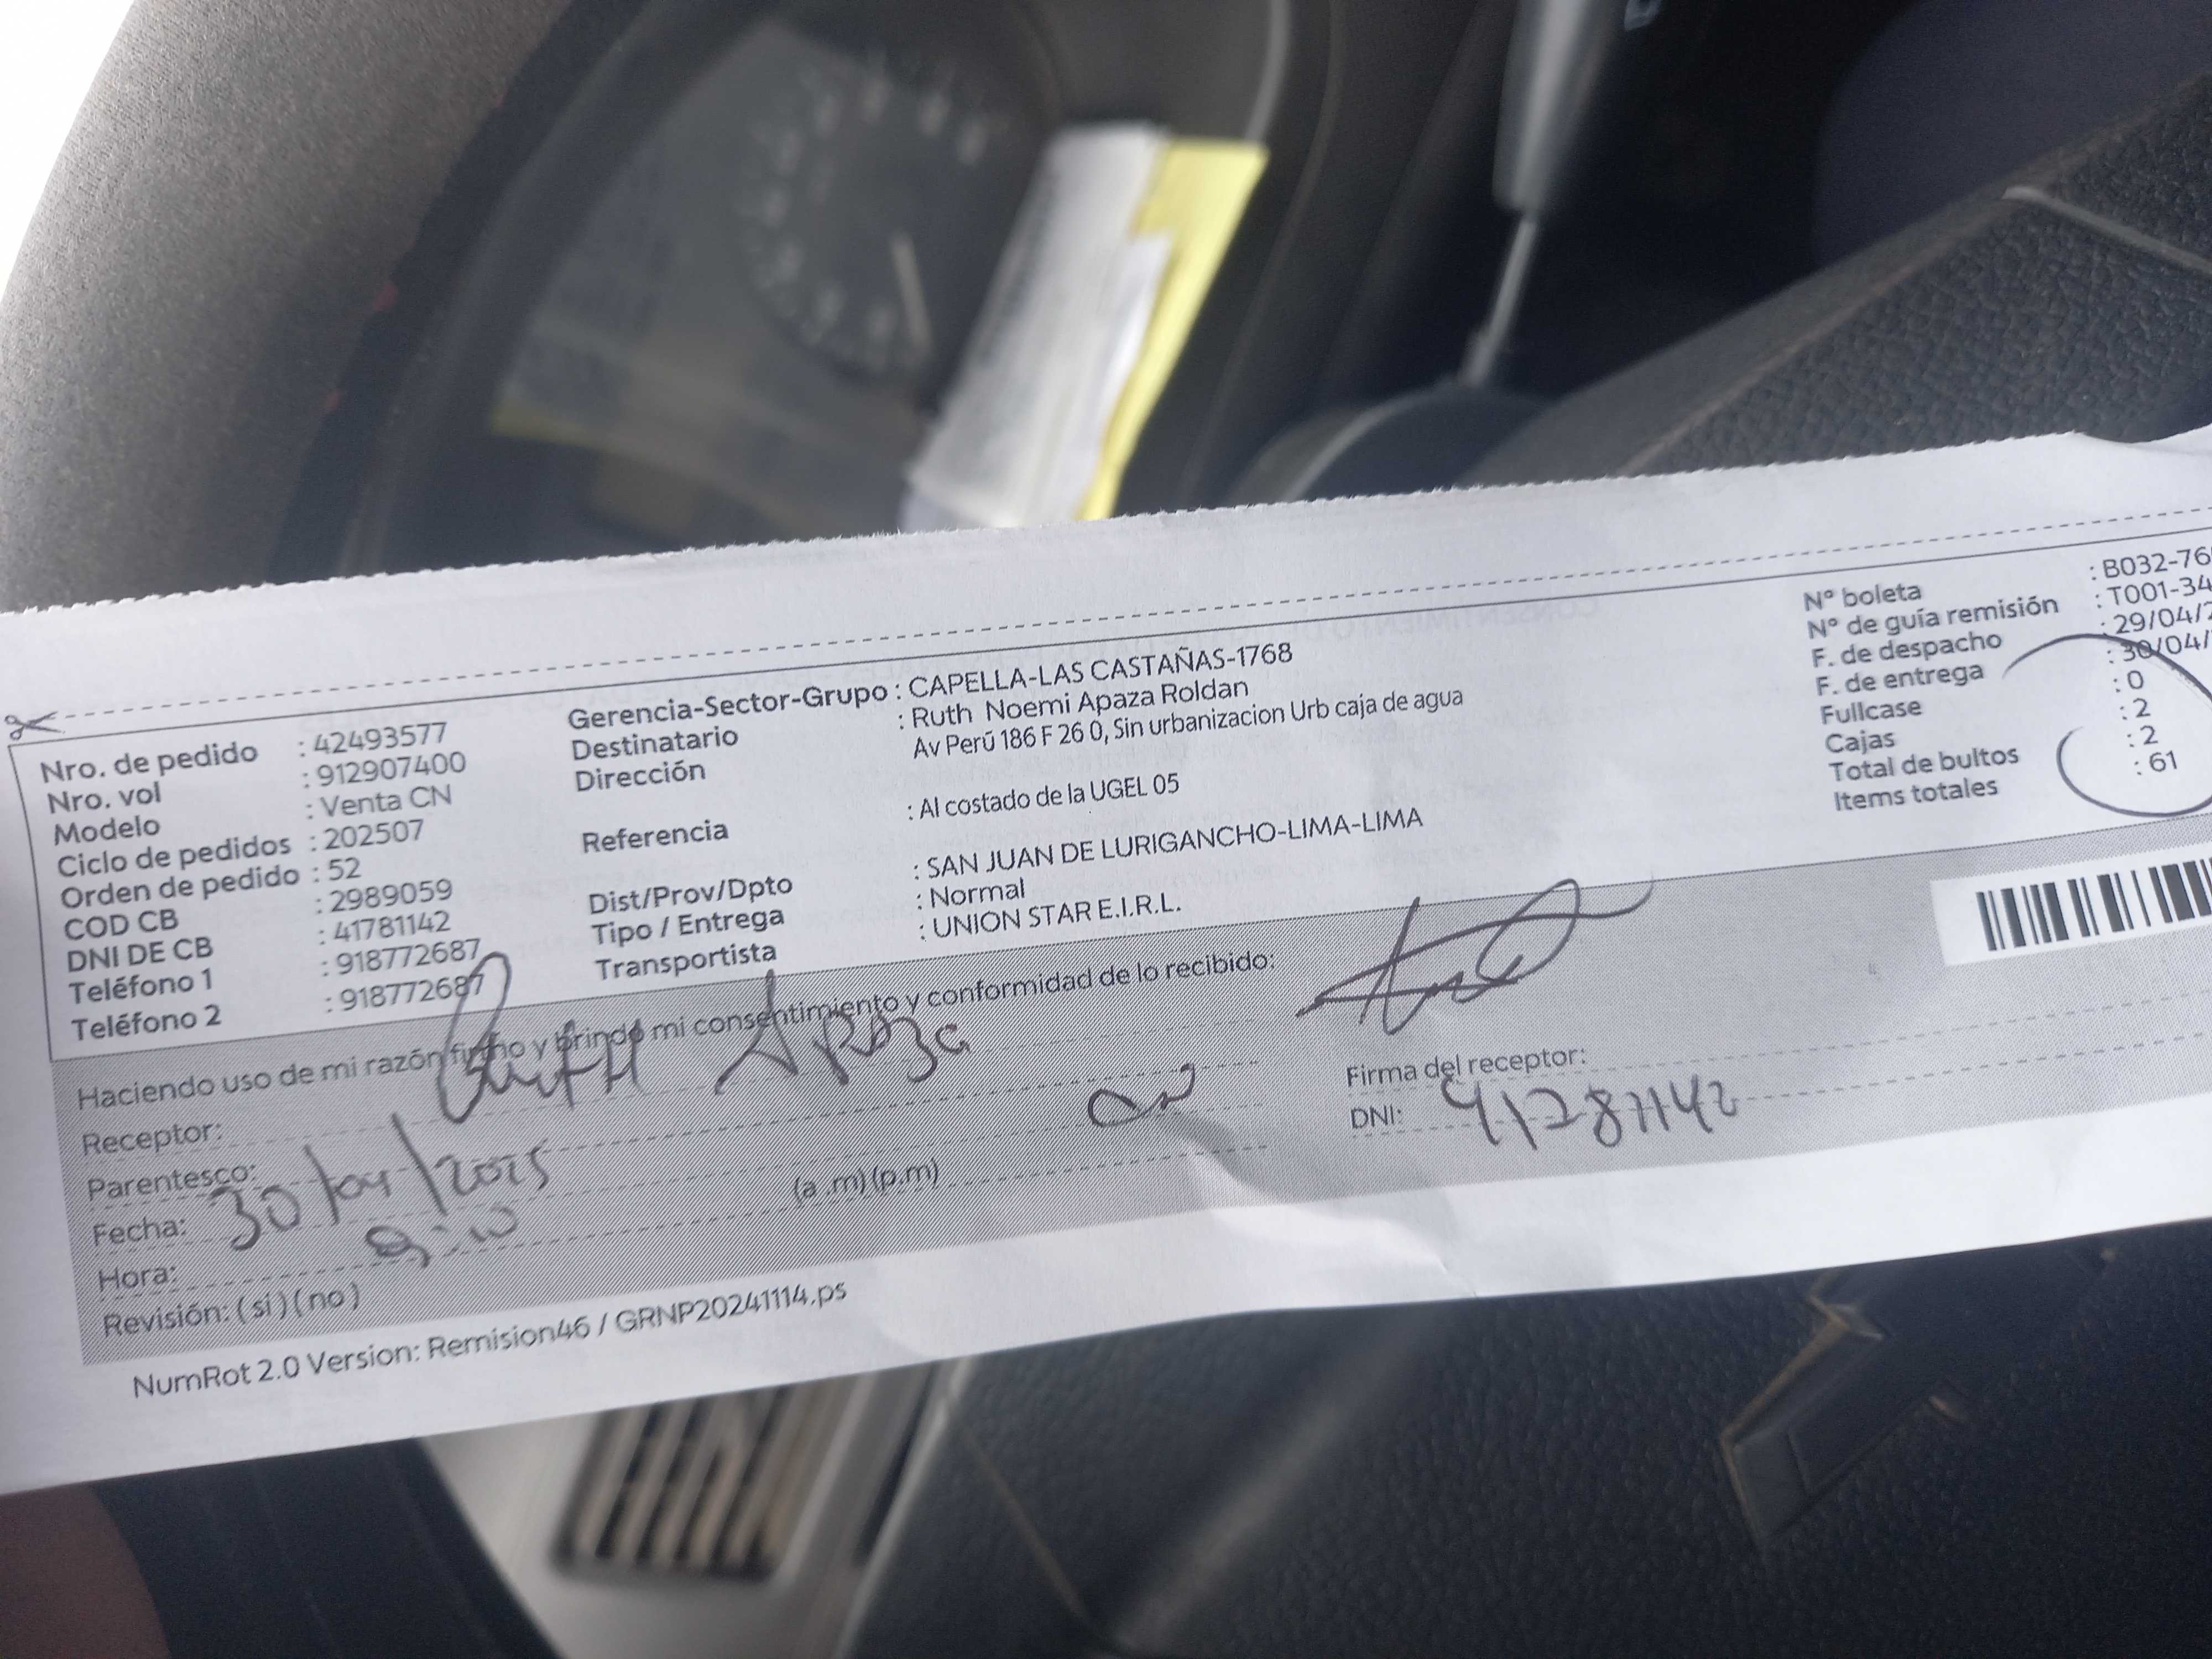 Nro. de pedido : 42493577
Nro. vol : 912907400
Modelo : Venta CN
Ciclo de pedidos : 202507
Orden de pedido : 52
COD CB : 2989059
DNI DE CB : 41781142
Teléfono 1 : 918772687
Teléfono 2 : 918772687
Gerencia-Sector-Grupo : CAPELLA-LAS CASTAÑAS-1768
Destinatario : Ruth Noemi Apaza Roldan
Dirección Av Perú 186 F 26 0, Sin urbanizacion Urb caja de agua
Referencia : Al costado de la UGEL 05
Dist/Prov/Dpto : SAN JUAN DE LURIGANCHO-LIMA-LIMA
Tipo / Entrega : Normal
Transportista : UNION STAR E.I.R.L.
N° boleta : B032-76
N° de guía remisión : T001-34
F. de despacho : 29/04/2
F. de entrega : 30/04/
Fullcase : 0
Cajas : 2
Total de bultos : 2
Items totales : 61
Haciendo uso de mi razón firmo y brindo mi consentimiento y conformidad de lo recibido:
Receptor: Ruth Apaza
Parentesco:
Fecha: 30/04/2025
Hora: 9:10 (a .m) (p.m)
Revisión: ( si ) ( no )
Firma del receptor:
DNI: 41781142
NumRot 2.0 Version: Remision46 / GRNP20241114.ps